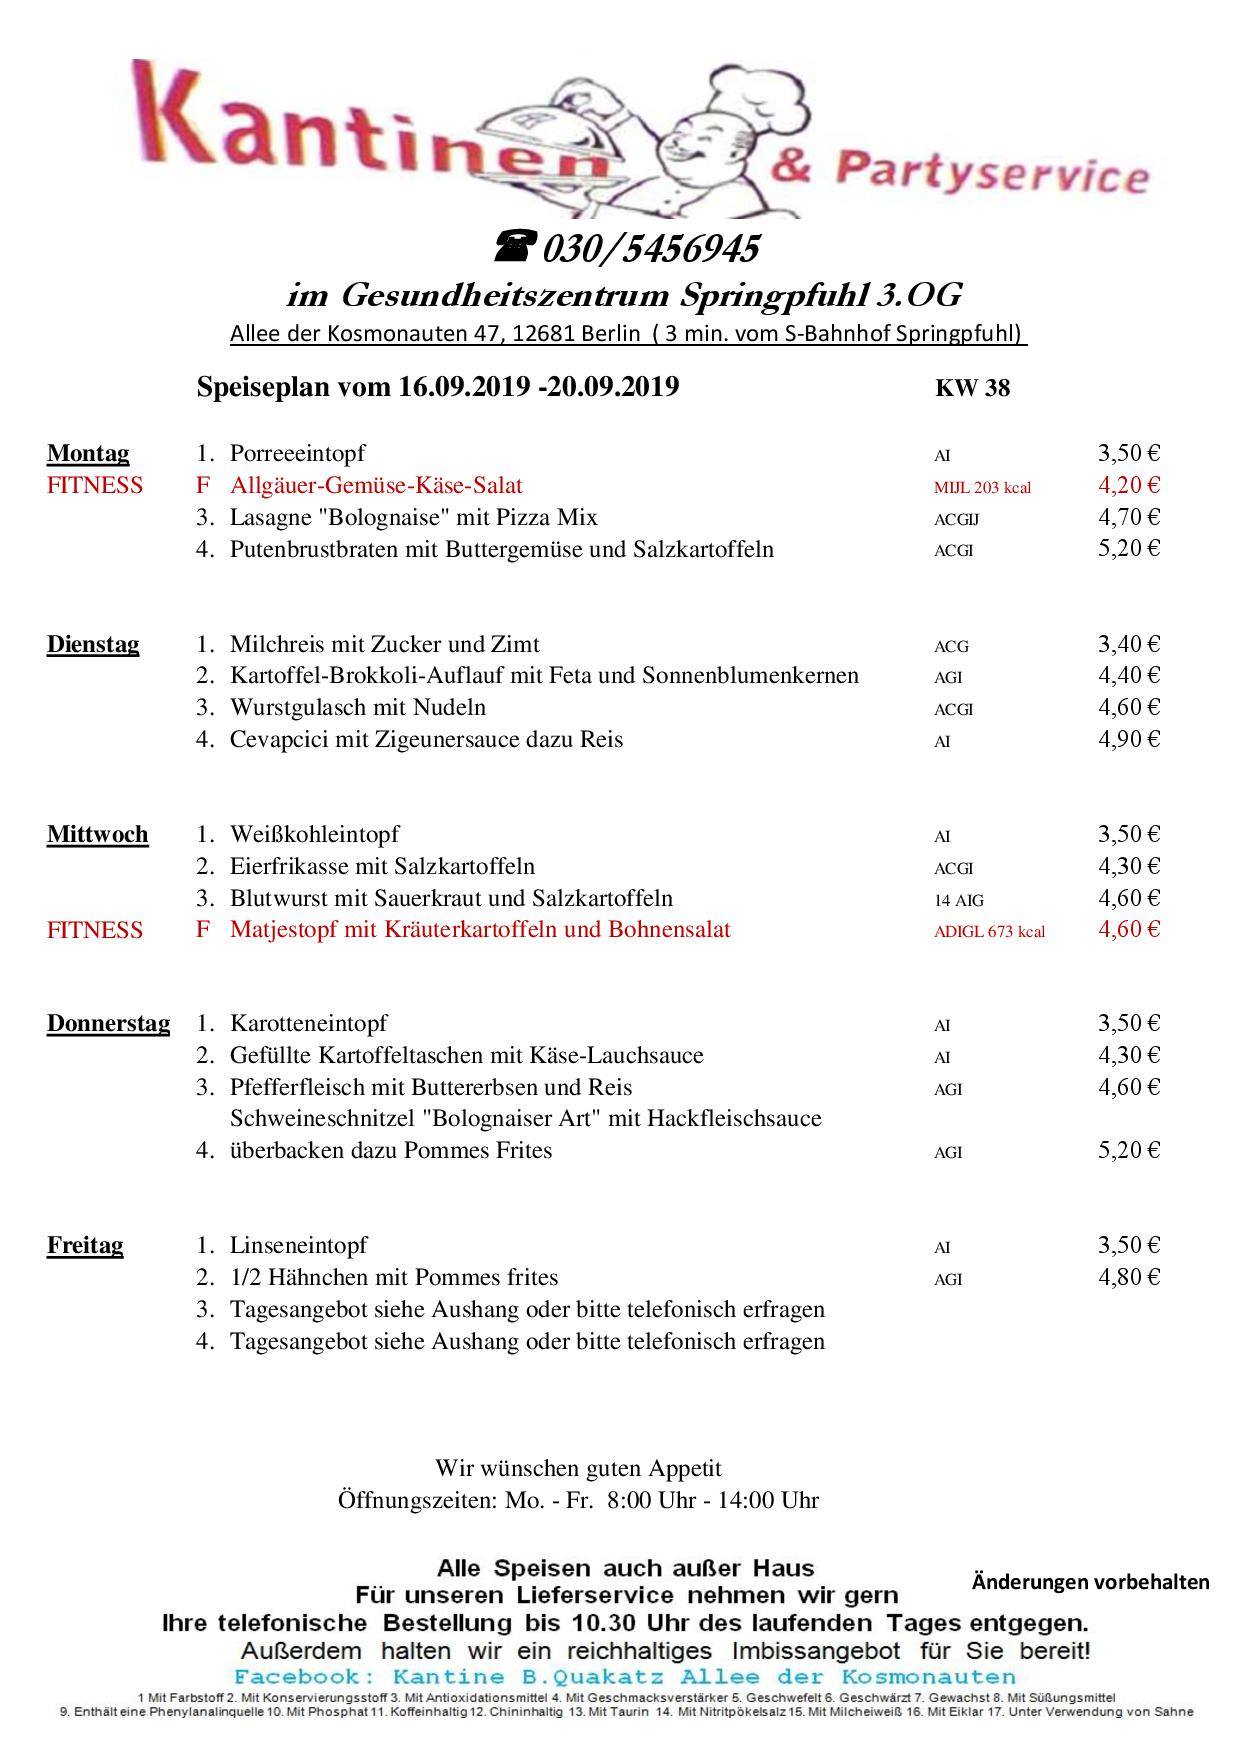 Kantinen & Partyservice
☎ 030/5456945
im Gesundheitszentrum Springpfuhl 3.OG
Allee der Kosmonauten 47, 12681 Berlin ( 3 min. vom S-Bahnhof Springpfuhl)
Speiseplan vom 16.09.2019 -20.09.2019 KW 38
Montag 1. Porreeeintopf AI 3,50 €
FITNESS F Allgäuer-Gemüse-Käse-Salat MIJL 203 kcal 4,20 €
3. Lasagne "Bolognaise" mit Pizza Mix ACGIJ 4,70 €
4. Putenbrustbraten mit Buttergemüse und Salzkartoffeln ACGI 5,20 €
Dienstag 1. Milchreis mit Zucker und Zimt ACG 3,40 €
2. Kartoffel-Brokkoli-Auflauf mit Feta und Sonnenblumenkernen AGI 4,40 €
3. Wurstgulasch mit Nudeln ACGI 4,60 €
4. Cevapcici mit Zigeunersauce dazu Reis AI 4,90 €
Mittwoch 1. Weißkohleintopf AI 3,50 €
2. Eierfrikasse mit Salzkartoffeln ACGI 4,30 €
3. Blutwurst mit Sauerkraut und Salzkartoffeln 14 AIG 4,60 €
FITNESS F Matjestopf mit Kräuterkartoffeln und Bohnensalat ADIGL 673 kcal 4,60 €
Donnerstag 1. Karotteneintopf AI 3,50 €
2. Gefüllte Kartoffeltaschen mit Käse-Lauchsauce AI 4,30 €
3. Pfefferfleisch mit Buttererbsen und Reis AGI 4,60 €
Schweineschnitzel "Bolognaiser Art" mit Hackfleischsauce
4. überbacken dazu Pommes Frites AGI 5,20 €
Freitag 1. Linseneintopf AI 3,50 €
2. 1/2 Hähnchen mit Pommes frites AGI 4,80 €
3. Tagesangebot siehe Aushang oder bitte telefonisch erfragen
4. Tagesangebot siehe Aushang oder bitte telefonisch erfragen
Wir wünschen guten Appetit
Öffnungszeiten: Mo. - Fr. 8:00 Uhr - 14:00 Uhr
Alle Speisen auch außer Haus
Änderungen vorbehalten
Für unseren Lieferservice nehmen wir gern
Ihre telefonische Bestellung bis 10.30 Uhr des laufenden Tages entgegen.
Außerdem halten wir ein reichhaltiges Imbissangebot für Sie bereit!
Facebook: Kantine B.Quakatz Allee der Kosmonauten
1 Mit Farbstoff 2. Mit Konservierungsstoff 3. Mit Antioxidationsmittel 4. Mit Geschmacksverstärker 5. Geschwefelt 6. Geschwärzt 7. Gewachst 8. Mit Süßungsmittel
9. Enthält eine Phenylanalinquelle 10. Mit Phosphat 11. Koffeinhaltig 12. Chininhaltig 13. Mit Taurin 14. Mit Nitritpökelsalz 15. Mit Milcheiweiß 16. Mit Eiklar 17. Unter Verwendung von Sahne